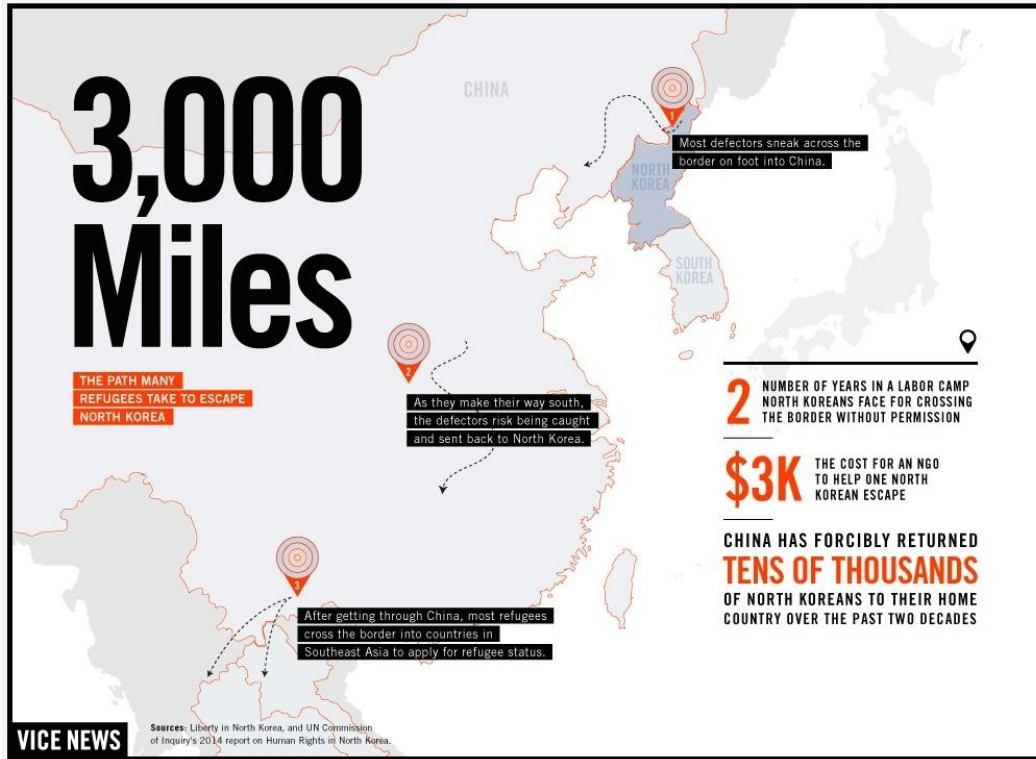 3,000
Miles
THE PATH MANY
REFUGEES TAKE TO ESCAPE
NORTH KOREA
CHINA
1
Most defectors sneak across the
border on foot into China.
NORTH
KOREA
SOUTH
KOREA
2
As they make their way south,
the defectors risk being caught
and sent back to North Korea.
3
After getting through China, most refugees
cross the border into countries in
Southeast Asia to apply for refugee status.
2
NUMBER OF YEARS IN A LABOR CAMP
NORTH KOREANS FACE FOR CROSSING
THE BORDER WITHOUT PERMISSION
$3K
THE COST FOR AN NGO
TO HELP ONE NORTH
KOREAN ESCAPE
CHINA HAS FORCIBLY RETURNED
TENS OF THOUSANDS
OF NORTH KOREANS TO THEIR HOME
COUNTRY OVER THE PAST TWO DECADES
VICE NEWS
Sources: Liberty in North Korea, and UN Commission
of Inquiry's 2014 report on Human Rights in North Korea.